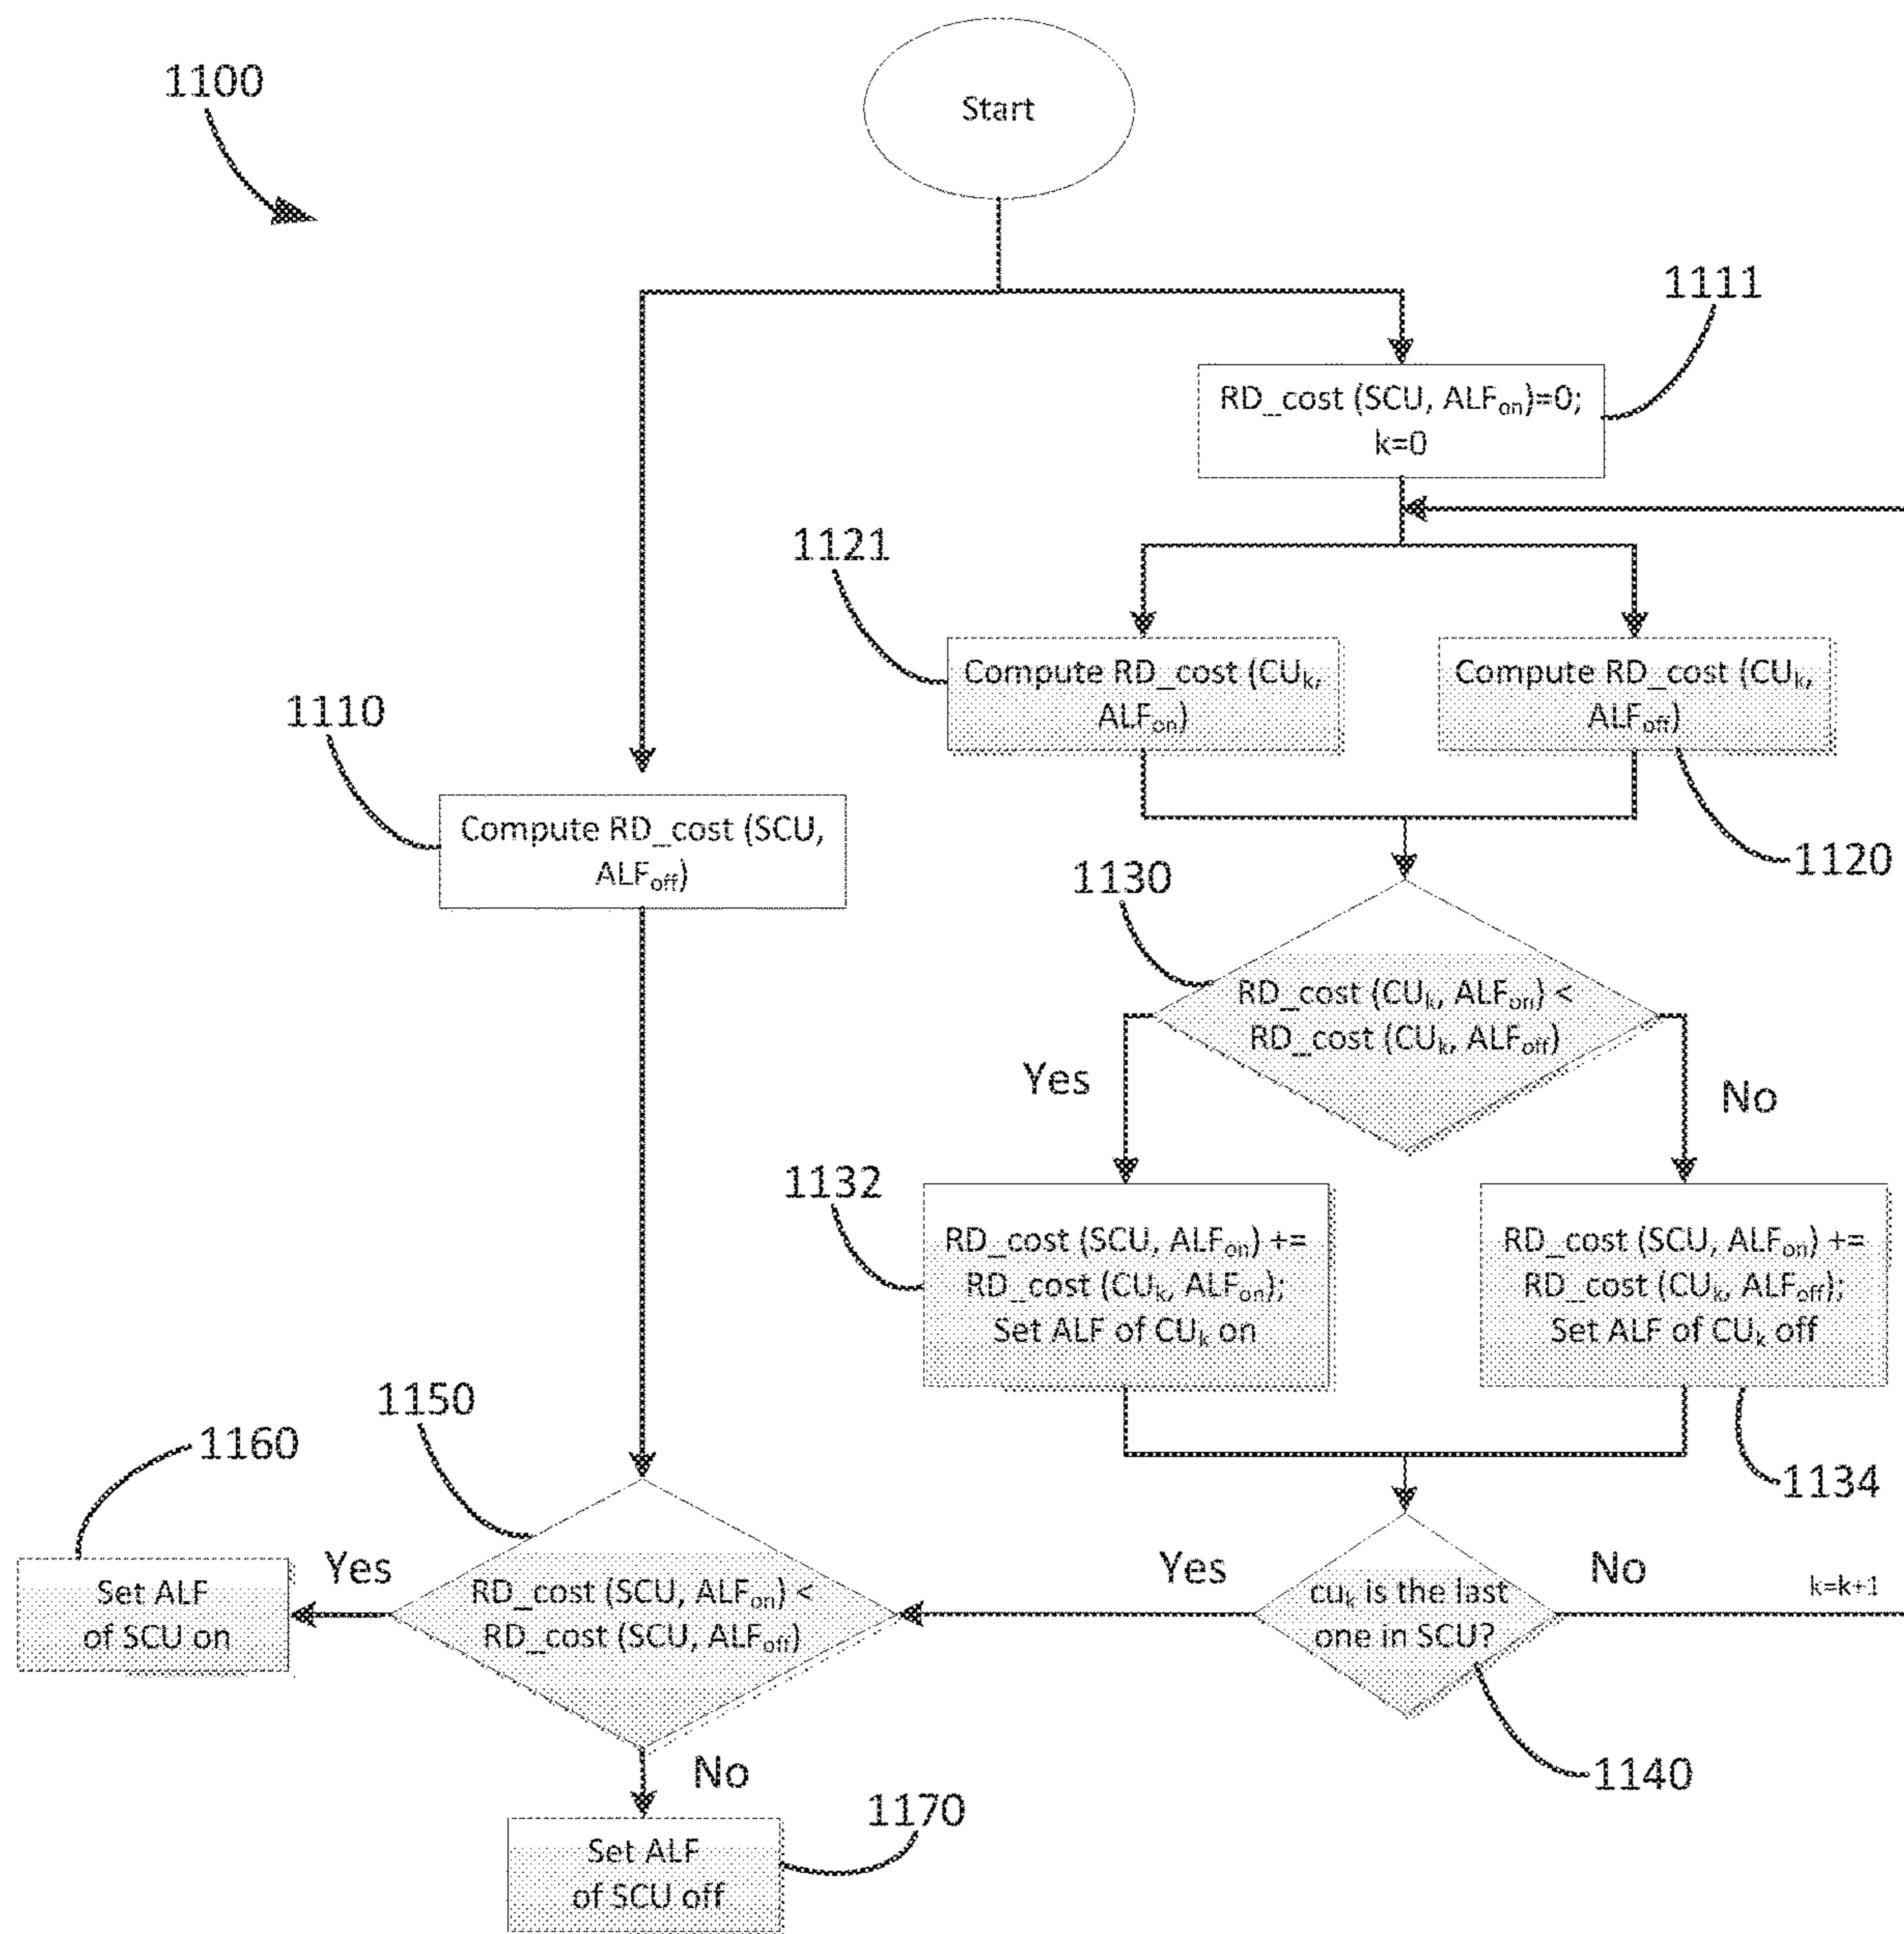 1100
Start
1111
RD_cost (SCU, ALFon)=0;
k=0
1121
Compute RD_cost (CUk,
ALFon)
Compute RD_cost (CUk,
ALFoff)
1120
1110
Compute RD_cost (SCU,
ALFoff)
1130
RD_cost (CUk, ALFon) <
RD_cost (CUk, ALFoff)
Yes
No
1132
RD_cost (SCU, ALFon) +=
RD_cost (CUk, ALFon);
Set ALF of CUk on
RD_cost (SCU, ALFon) +=
RD_cost (CUk, ALFoff);
Set ALF of CUk off
1134
1150
1160
Set ALF
of SCU on
Yes
RD_cost (SCU, ALFon) <
RD_cost (SCU, ALFoff)
Yes
cuk is the last
one in SCU?
No
k=k+1
1140
No
1170
Set ALF
of SCU off